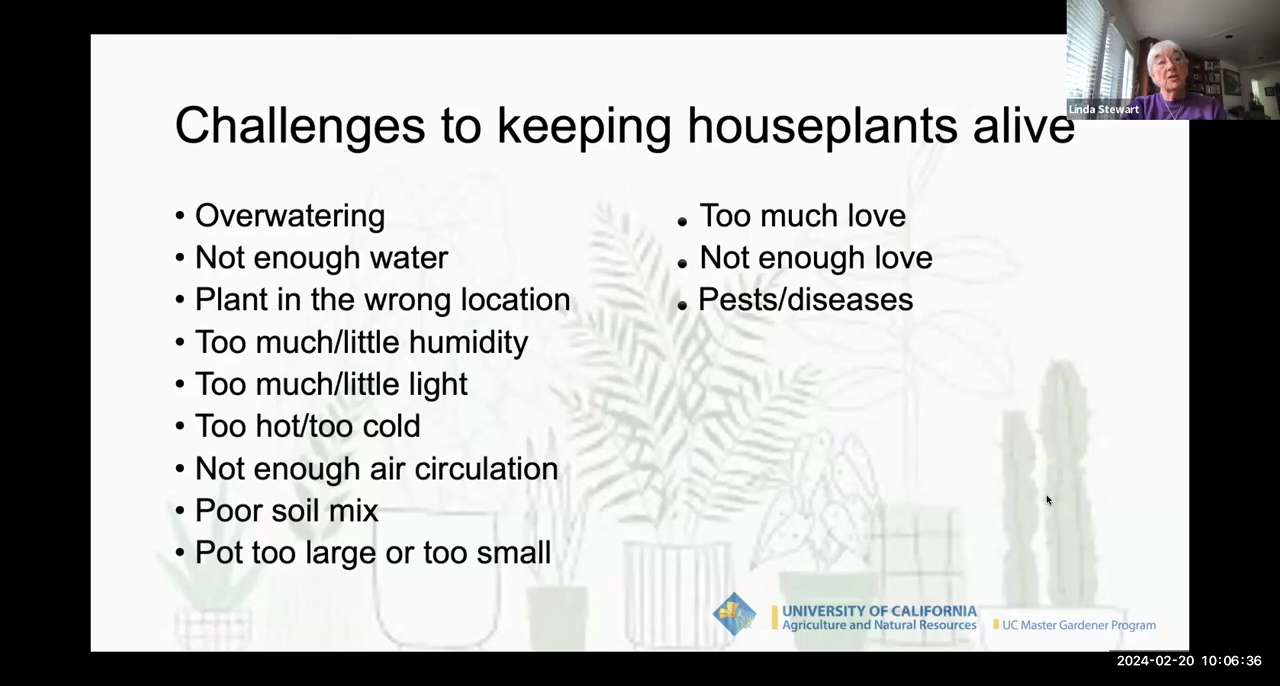 Linda Stewart
Challenges to keeping houseplants alive
• Overwatering
• Not enough water
• Plant in the wrong location
• Too much/little humidity
• Too much/little light
• Too hot/too cold
• Not enough air circulation
• Poor soil mix
• Pot too large or too small
• Too much love
• Not enough love
• Pests/diseases
UNIVERSITY OF CALIFORNIA
Agriculture and Natural Resources
UC Master Gardener Program
2024-02-20 10:06:36